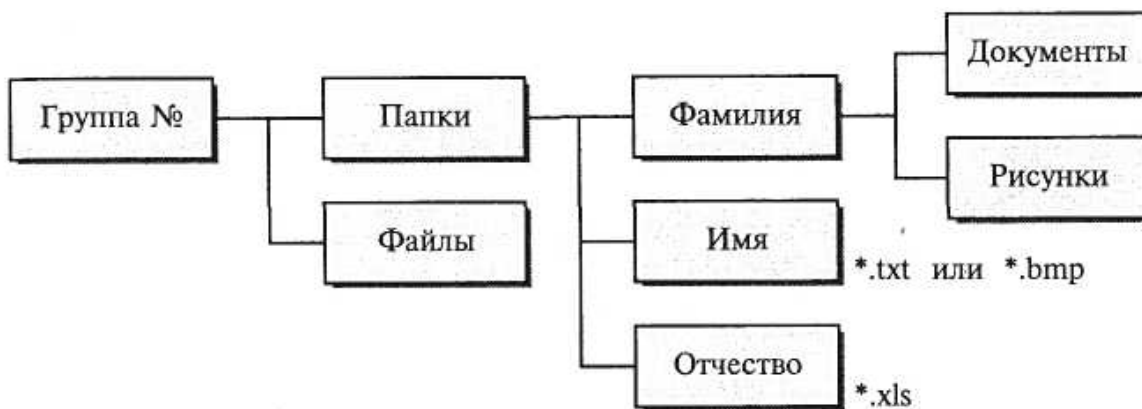 Документы
Группа №
Папки
Фамилия
Рисунки
Файлы
Имя
*.txt или *.bmp
Отчество
*.xls